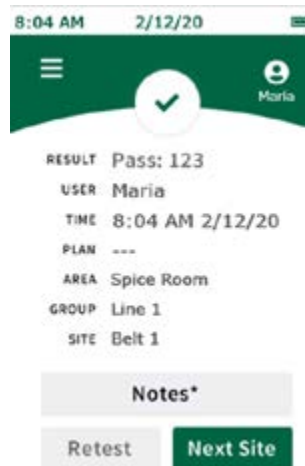 8:04 AM 2/12/20
Maria
RESULT Pass: 123
USER Maria
TIME 8:04 AM 2/12/20
PLAN ---
AREA Spice Room
GROUP Line 1
SITE Belt 1
Notes*
Retest Next Site